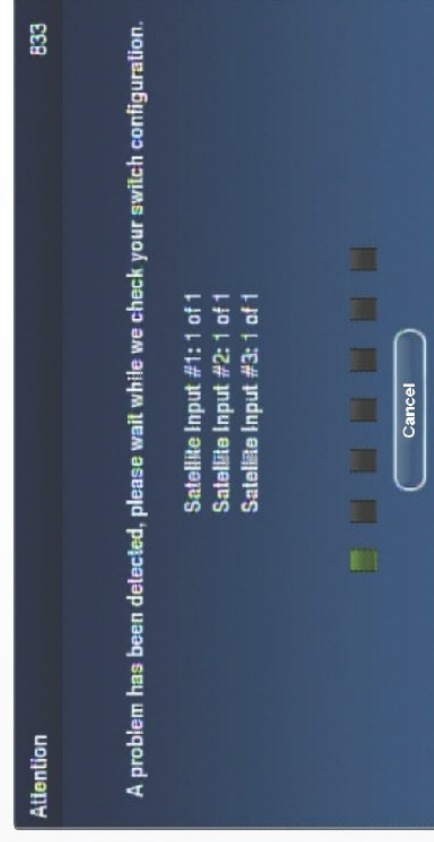 Attention 833
A problem has been detected, please wait while we check your switch configuration.
Satellite Input #1: 1 of 1
Satellite Input #2: 1 of 1
Satellite Input #3: 1 of 1
Cancel